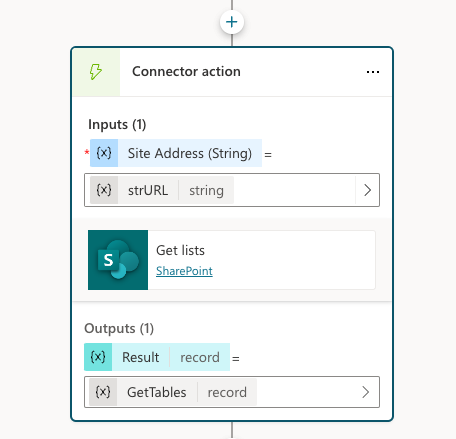 Connector action
Inputs (1)
* {x} Site Address (String) =
{x} strURL string
S
Get lists
SharePoint
Outputs (1)
{x} Result record =
{x} GetTables record